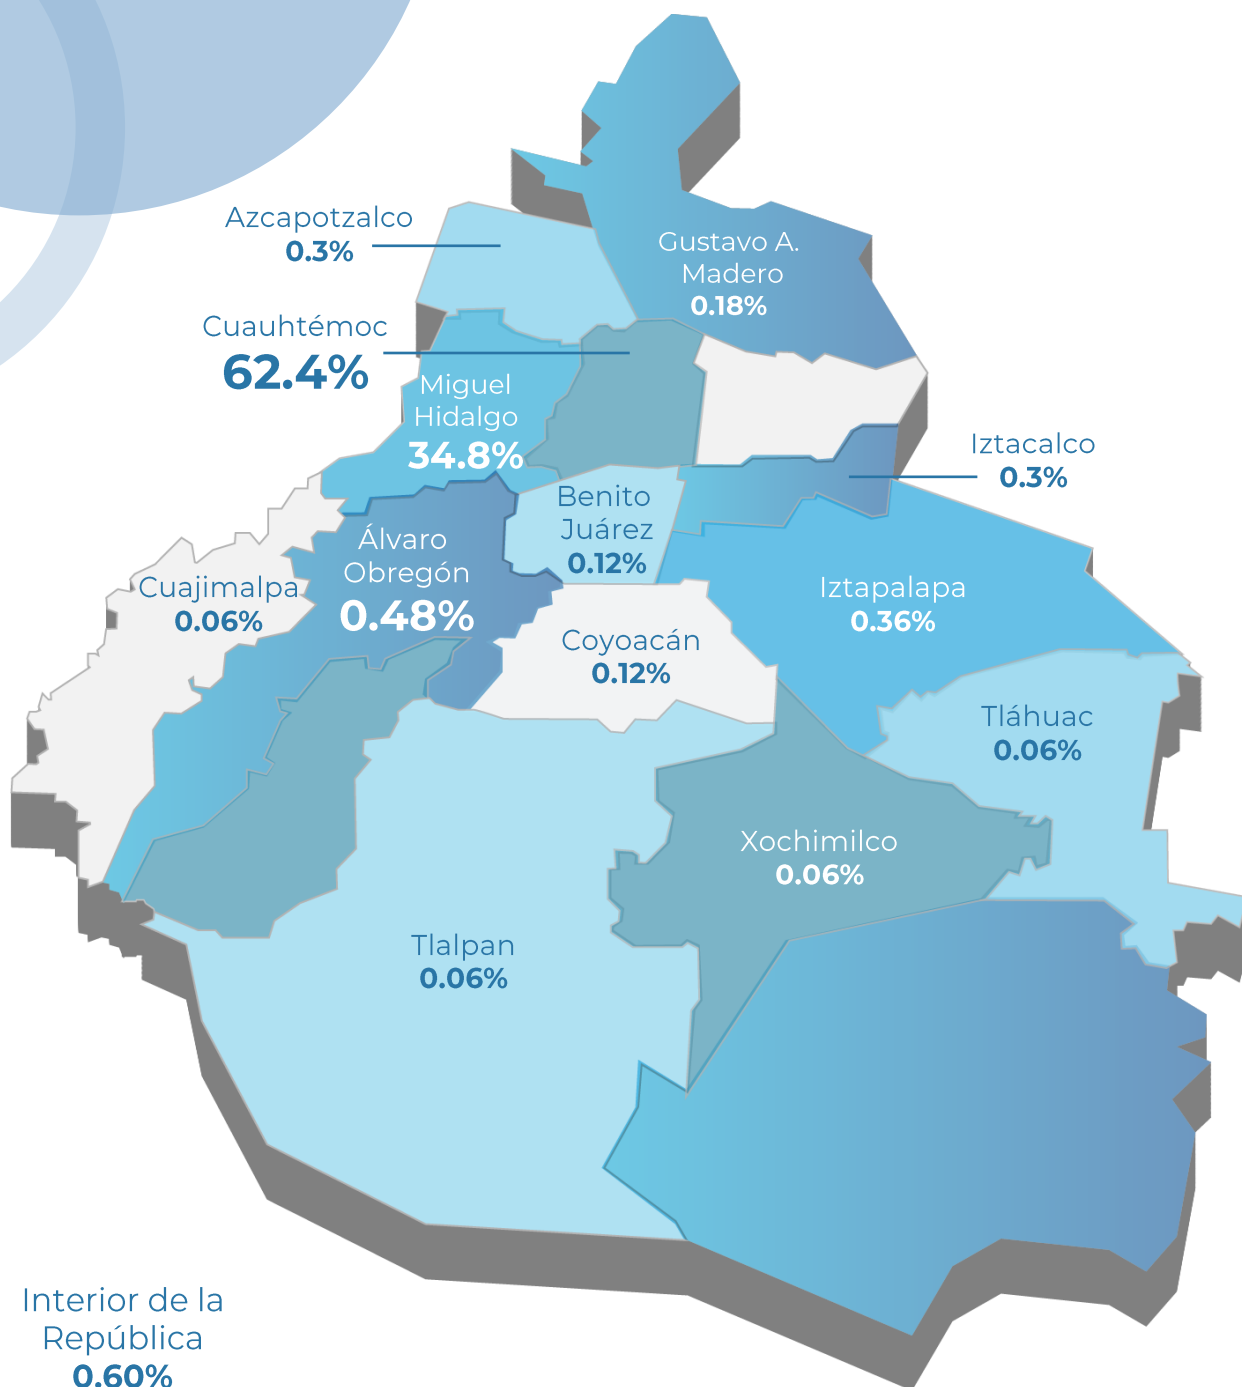 Azcapotzalco
0.3%
Gustavo A.
Madero
0.18%
Cuauhtémoc
62.4%
Miguel
Hidalgo
34.8%
Iztacalco
0.3%
Benito
Juárez
0.12%
Álvaro
Obregón
0.48%
Cuajimalpa
0.06%
Iztapalapa
0.36%
Coyoacán
0.12%
Tláhuac
0.06%
Xochimilco
0.06%
Tlalpan
0.06%
Interior de la
República
0.60%